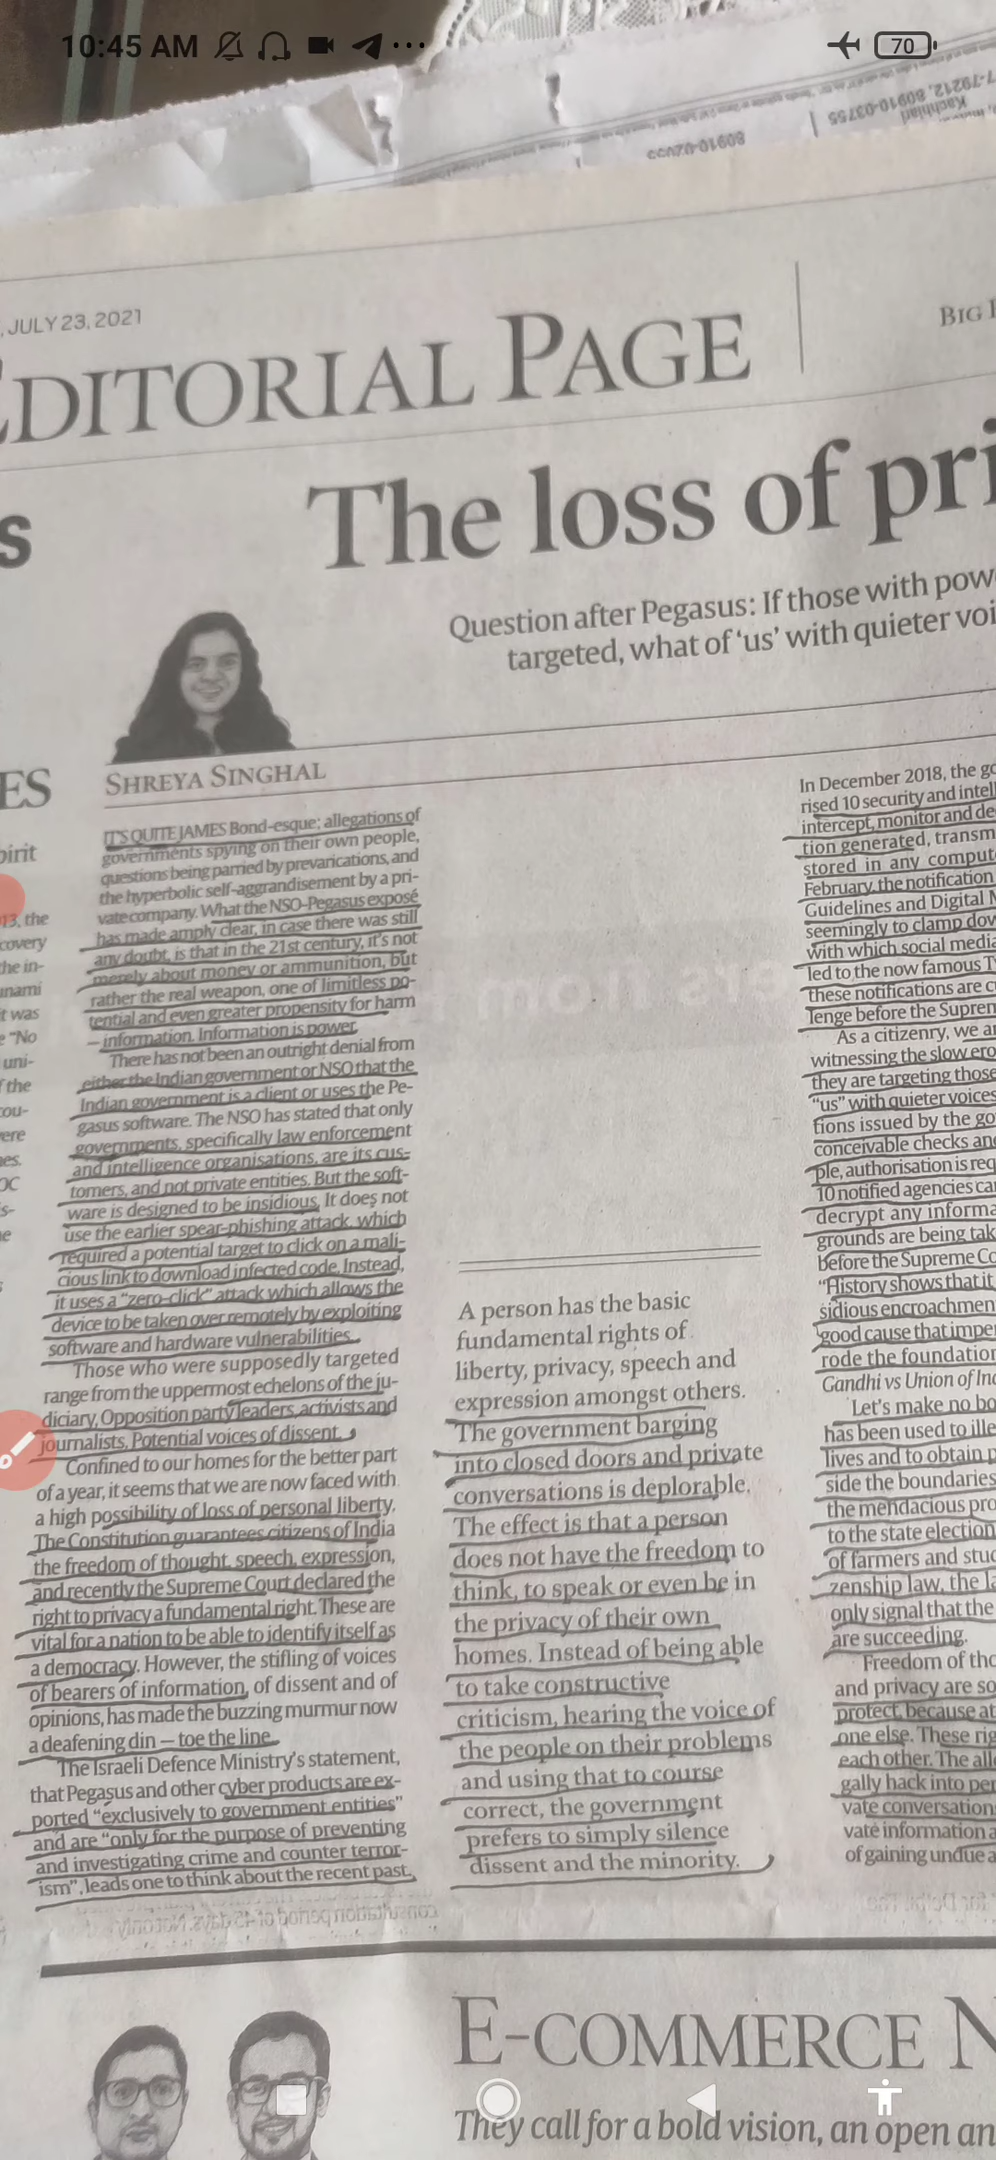 10:45 AM
70
80910-03755
, JULY 23, 2021
EDITORIAL PAGE
BIG
The loss of pri
Question after Pegasus: If those with pow
targeted, what of ‘us’ with quieter voi
SHREYA SINGHAL
IT’S QUITE JAMES Bond-esque: allegations of
governments spying on their own people,
questions being parried by prevarications, and
the hyperbolic self-aggrandisement by a pri-
vate company. What the NSO-Pegasus exposé
has made amply clear, in case there was still
any doubt, is that in the 21st century, it’s not
merely about money or ammunition, but
rather the real weapon, one of limitless po-
tential and even greater propensity for harm
— information. Information is power.
There has not been an outright denial from
either the Indian government or NSO that the
Indian government is a client or uses the Pe-
gasus software. The NSO has stated that only
governments, specifically law enforcement
and intelligence organisations, are its cus-
tomers, and not private entities. But the soft-
ware is designed to be insidious. It does not
use the earlier spear-phishing attack, which
required a potential target to click on a mali-
cious link to download infected code. Instead,
it uses a “zero-click” attack which allows the
device to be taken over remotely by exploiting
software and hardware vulnerabilities.
Those who were supposedly targeted
range from the uppermost echelons of the ju-
diciary, Opposition party leaders, activists and
journalists. Potential voices of dissent.
Confined to our homes for the better part
of a year, it seems that we are now faced with
a high possibility of loss of personal liberty.
The Constitution guarantees citizens of India
the freedom of thought, speech, expression,
and recently the Supreme Court declared the
right to privacy a fundamental right. These are
vital for a nation to be able to identify itself as
a democracy. However, the stifling of voices
of bearers of information, of dissent and of
opinions, has made the buzzing murmur now
a deafening din — toe the line.
The Israeli Defence Ministry’s statement,
that Pegasus and other cyber products are ex-
ported “exclusively to government entities”
and are “only for the purpose of preventing
and investigating crime and counter terror-
ism”, leads one to think about the recent past.
A person has the basic
fundamental rights of
liberty, privacy, speech and
expression amongst others.
The government barging
into closed doors and private
conversations is deplorable.
The effect is that a person
does not have the freedom to
think, to speak or even be in
the privacy of their own
homes. Instead of being able
to take constructive
criticism, hearing the voice of
the people on their problems
and using that to course
correct, the government
prefers to simply silence
dissent and the minority.
In December 2018, the go
rised 10 security and intell
intercept, monitor and de
tion generated, transm
stored in any comput
February, the notification
Guidelines and Digital M
seemingly to clamp dov
with which social media
led to the now famous T
these notifications are c
lenge before the Suprem
As a citizenry, we ar
witnessing the slow ero
they are targeting those
“us” with quieter voices
tions issued by the go
conceivable checks and
ple, authorisation is req
10 notified agencies ca
decrypt any informa
grounds are being tak
before the Supreme Co
“History shows that it
sidious encroachmen
good cause that impe
rode the foundation
Gandhi vs Union of Ind
Let’s make no bo
has been used to ille
lives and to obtain p
side the boundaries
the mendacious pro
to the state election
of farmers and stud
zenship law, the la
only signal that the
are succeeding.
Freedom of tho
and privacy are so
protect, because at
one else. These rig
each other. The all
gally hack into per
vate conversation
vate information a
of gaining undue a
E-COMMERCE N
They call for a bold vision, an open an
s
ES
pirit
13, the
covery
he in-
unami
it was
e “No
uni-
f the
cou-
vere
nes.
OC
is-